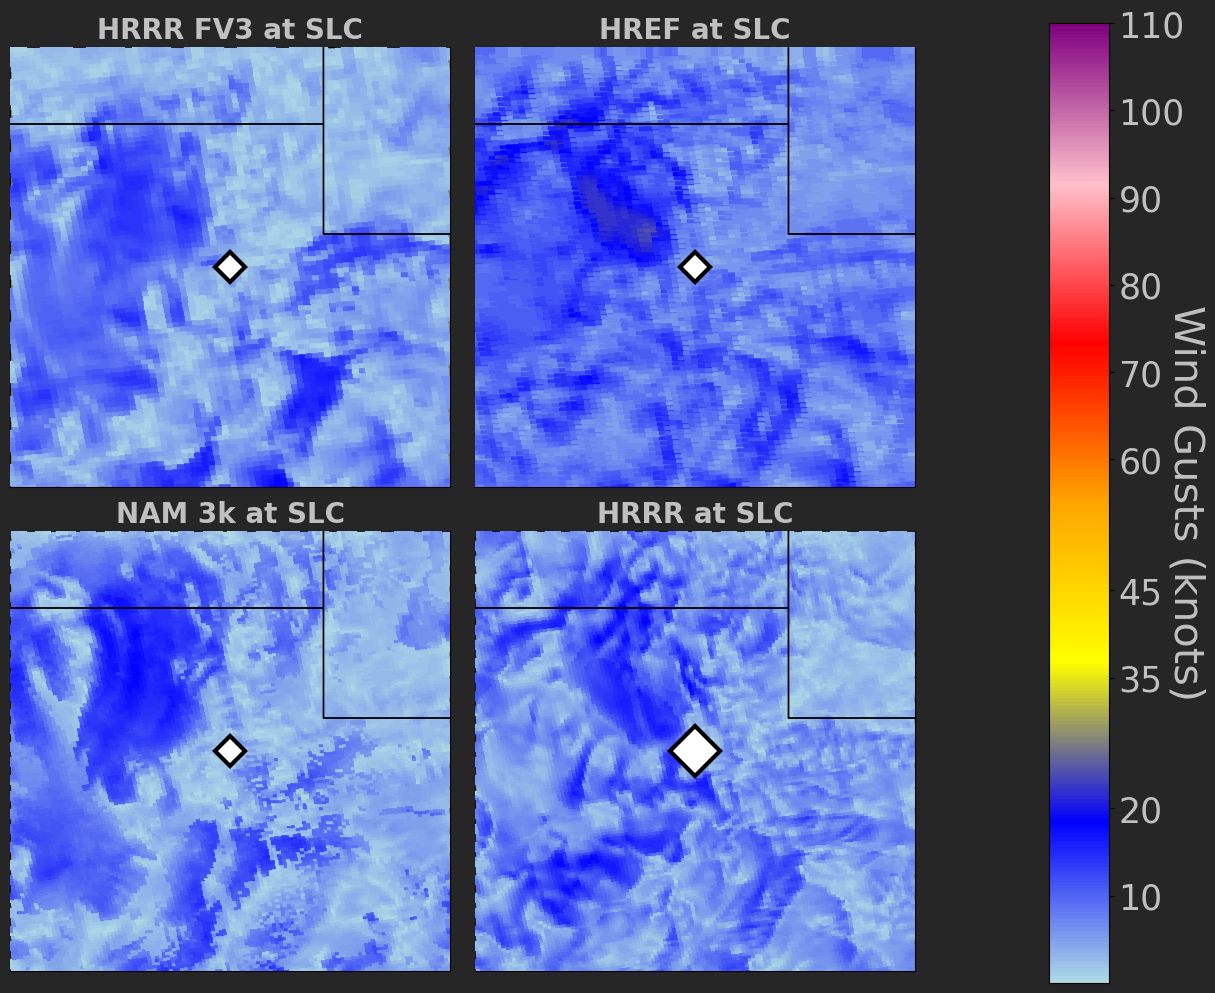 HRRR FV3 at SLC
HREF at SLC
NAM 3k at SLC
HRRR at SLC
110
100
90
80
70
60
45
35
20
10
Wind Gusts (knots)